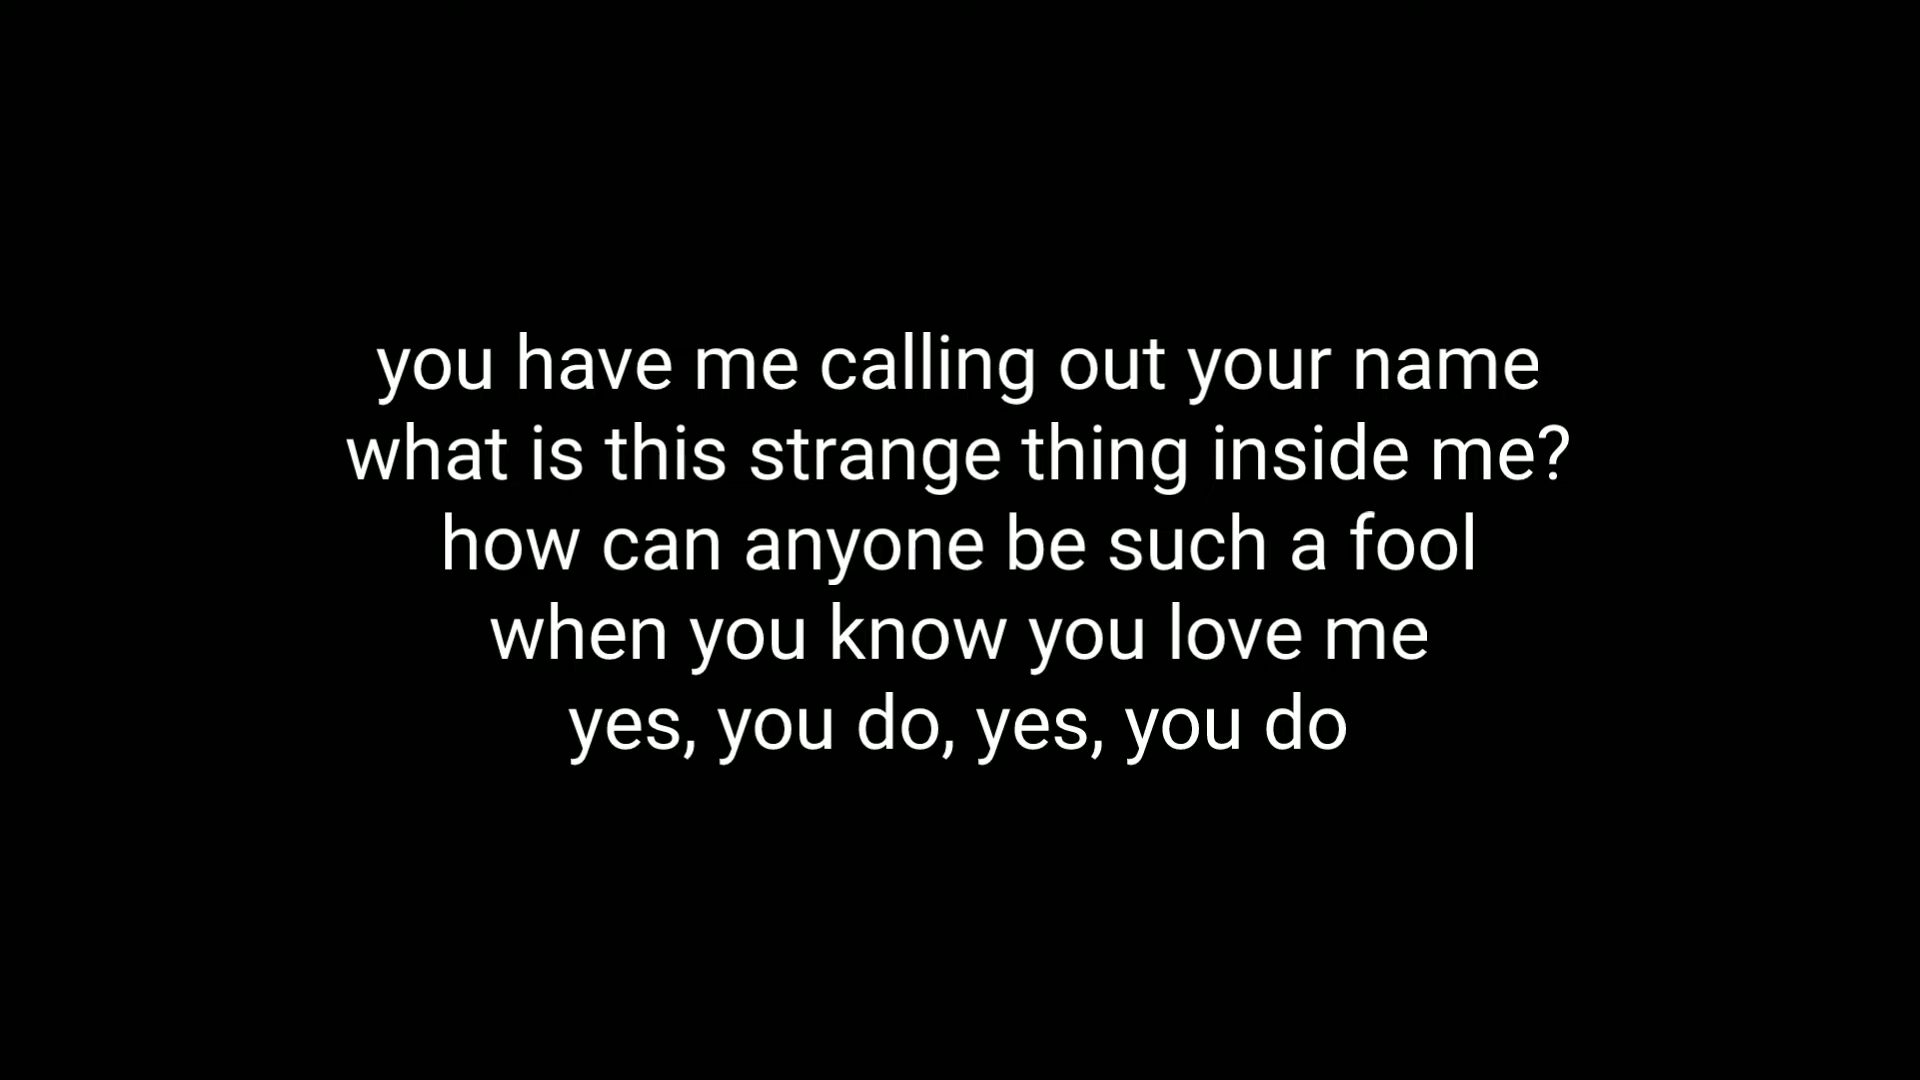 you have me calling out your name
what is this strange thing inside me?
how can anyone be such a fool
when you know you love me
yes, you do, yes, you do